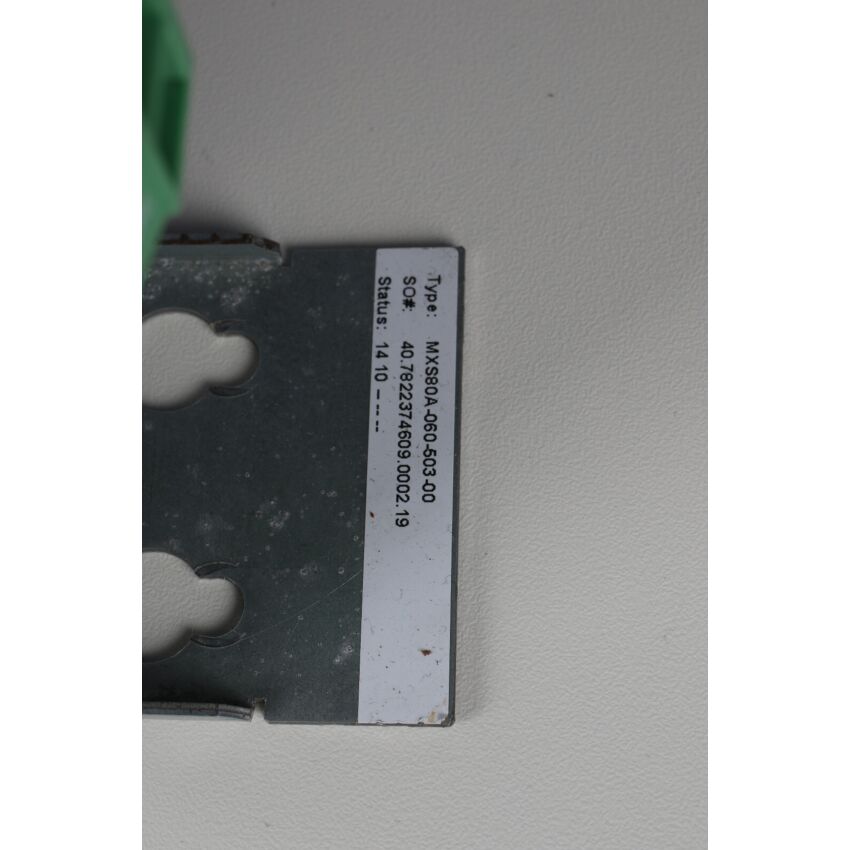 Type: MXS80A-060-503-00
SO#: 40.7822374609.0002.19
Status: 14 10 -- -- --